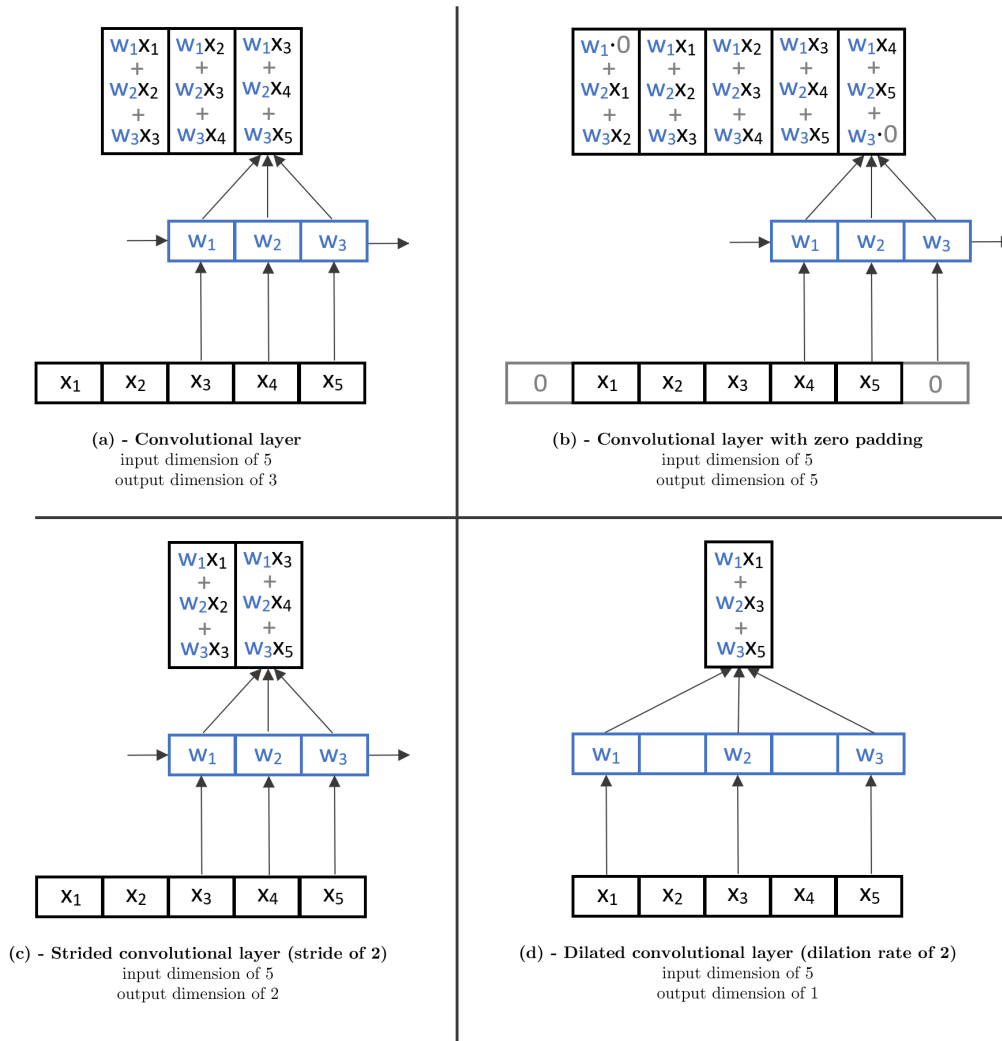 w₁x₁ w₁x₂ w₁x₃
+ + +
w₂x₂ w₂x₃ w₂x₄
+ + +
w₃x₃ w₃x₄ w₃x₅
w₁ w₂ w₃
x₁ x₂ x₃ x₄ x₅
(a) - Convolutional layer
input dimension of 5
output dimension of 3
w₁·0 w₁x₁ w₁x₂ w₁x₃ w₁x₄
+ + + + +
w₂x₁ w₂x₂ w₂x₃ w₂x₄ w₂x₅
+ + + + +
w₃x₂ w₃x₃ w₃x₄ w₃x₅ w₃·0
w₁ w₂ w₃
0 x₁ x₂ x₃ x₄ x₅ 0
(b) - Convolutional layer with zero padding
input dimension of 5
output dimension of 5
w₁x₁ w₁x₃
+ +
w₂x₂ w₂x₄
+ +
w₃x₃ w₃x₅
w₁ w₂ w₃
x₁ x₂ x₃ x₄ x₅
(c) - Strided convolutional layer (stride of 2)
input dimension of 5
output dimension of 2
w₁x₁
+
w₂x₃
+
w₃x₅
w₁ w₂ w₃
x₁ x₂ x₃ x₄ x₅
(d) - Dilated convolutional layer (dilation rate of 2)
input dimension of 5
output dimension of 1